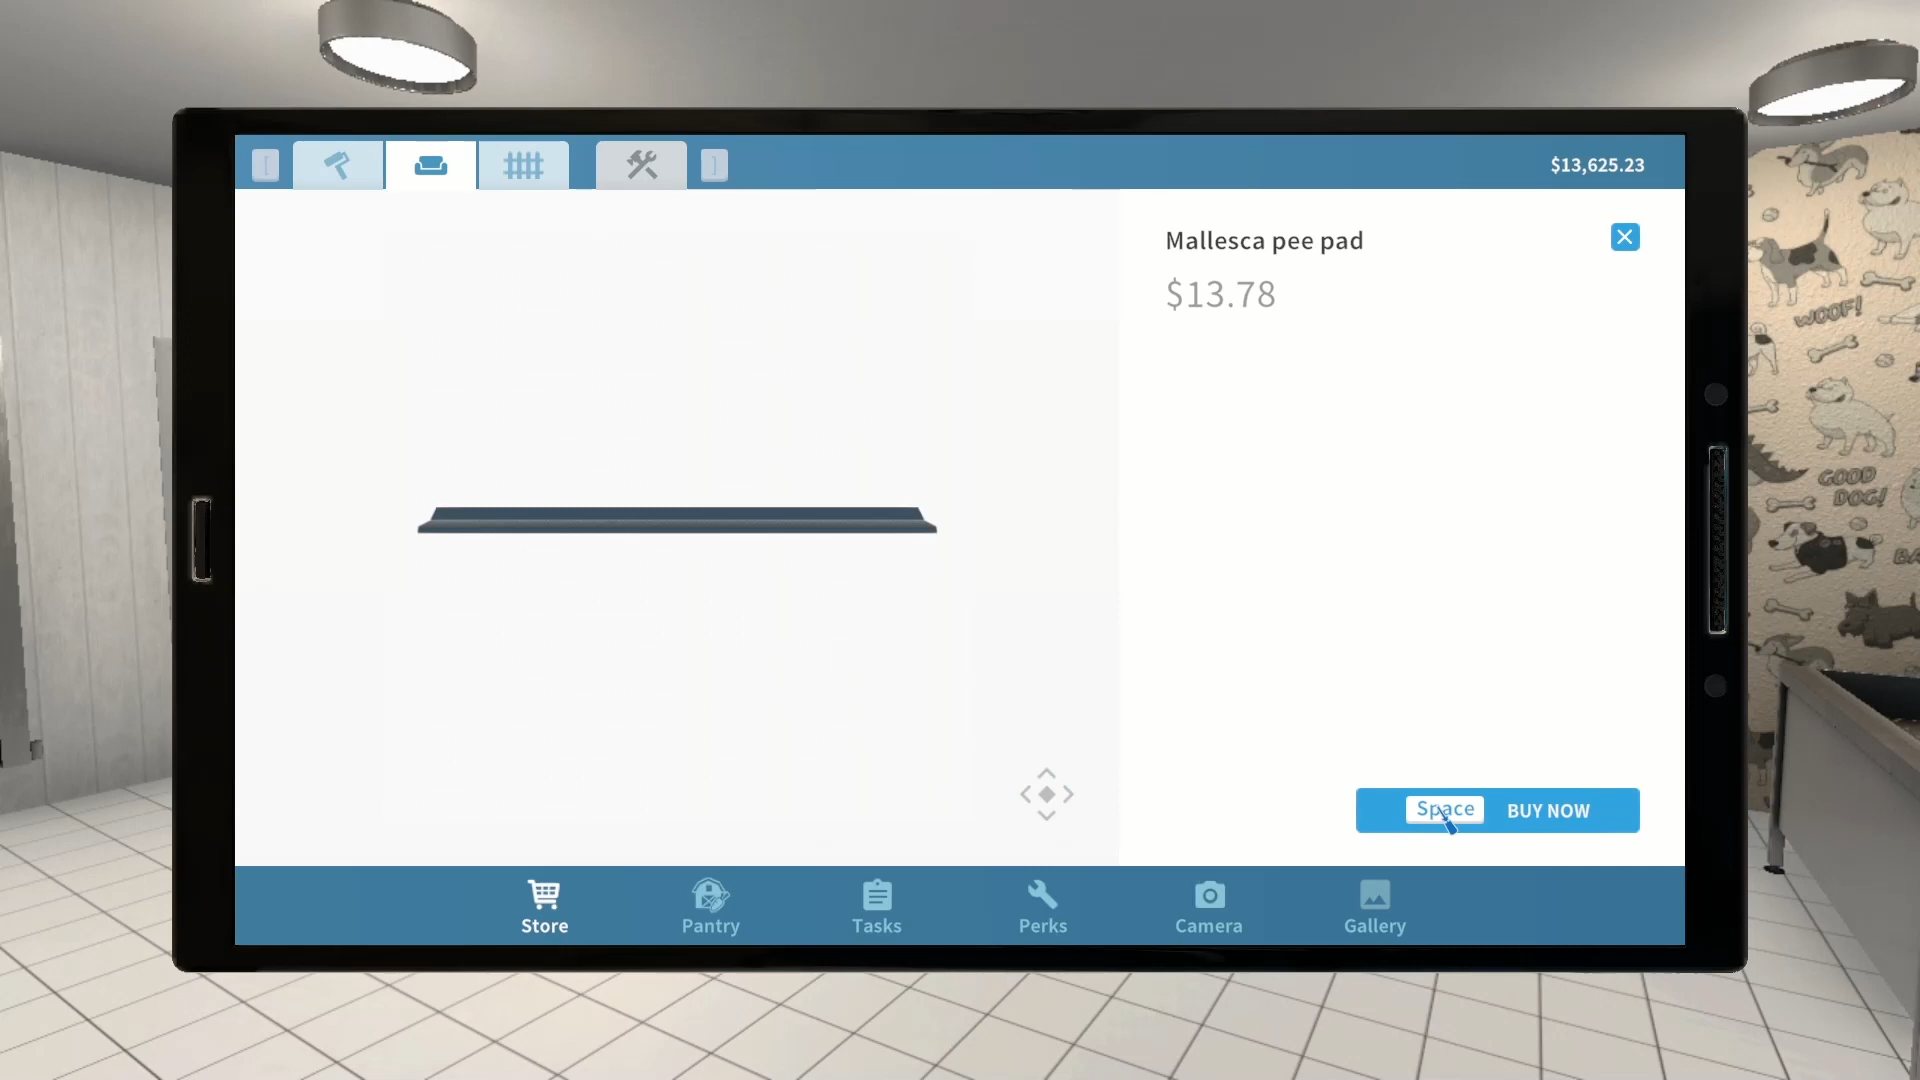 [
]
$13,625.23
Mallesca pee pad
$13.78
Space BUY NOW
Store
Pantry
Tasks
Perks
Camera
Gallery
WOOF!
GOOD
DOG!